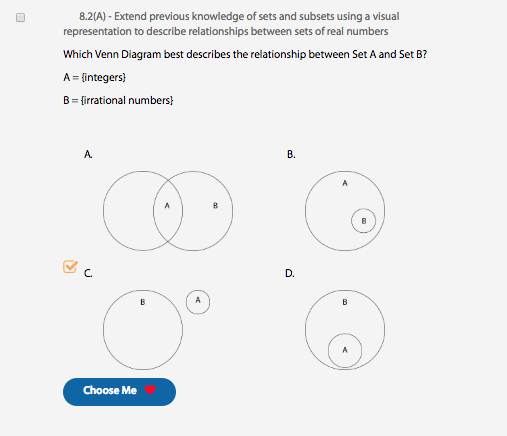 8.2(A) - Extend previous knowledge of sets and subsets using a visual
representation to describe relationships between sets of real numbers
Which Venn Diagram best describes the relationship between Set A and Set B?
A = {integers}
B = {irrational numbers}
A.
B.
A
B
A
B
C.
D.
B
A
B
A
Choose Me